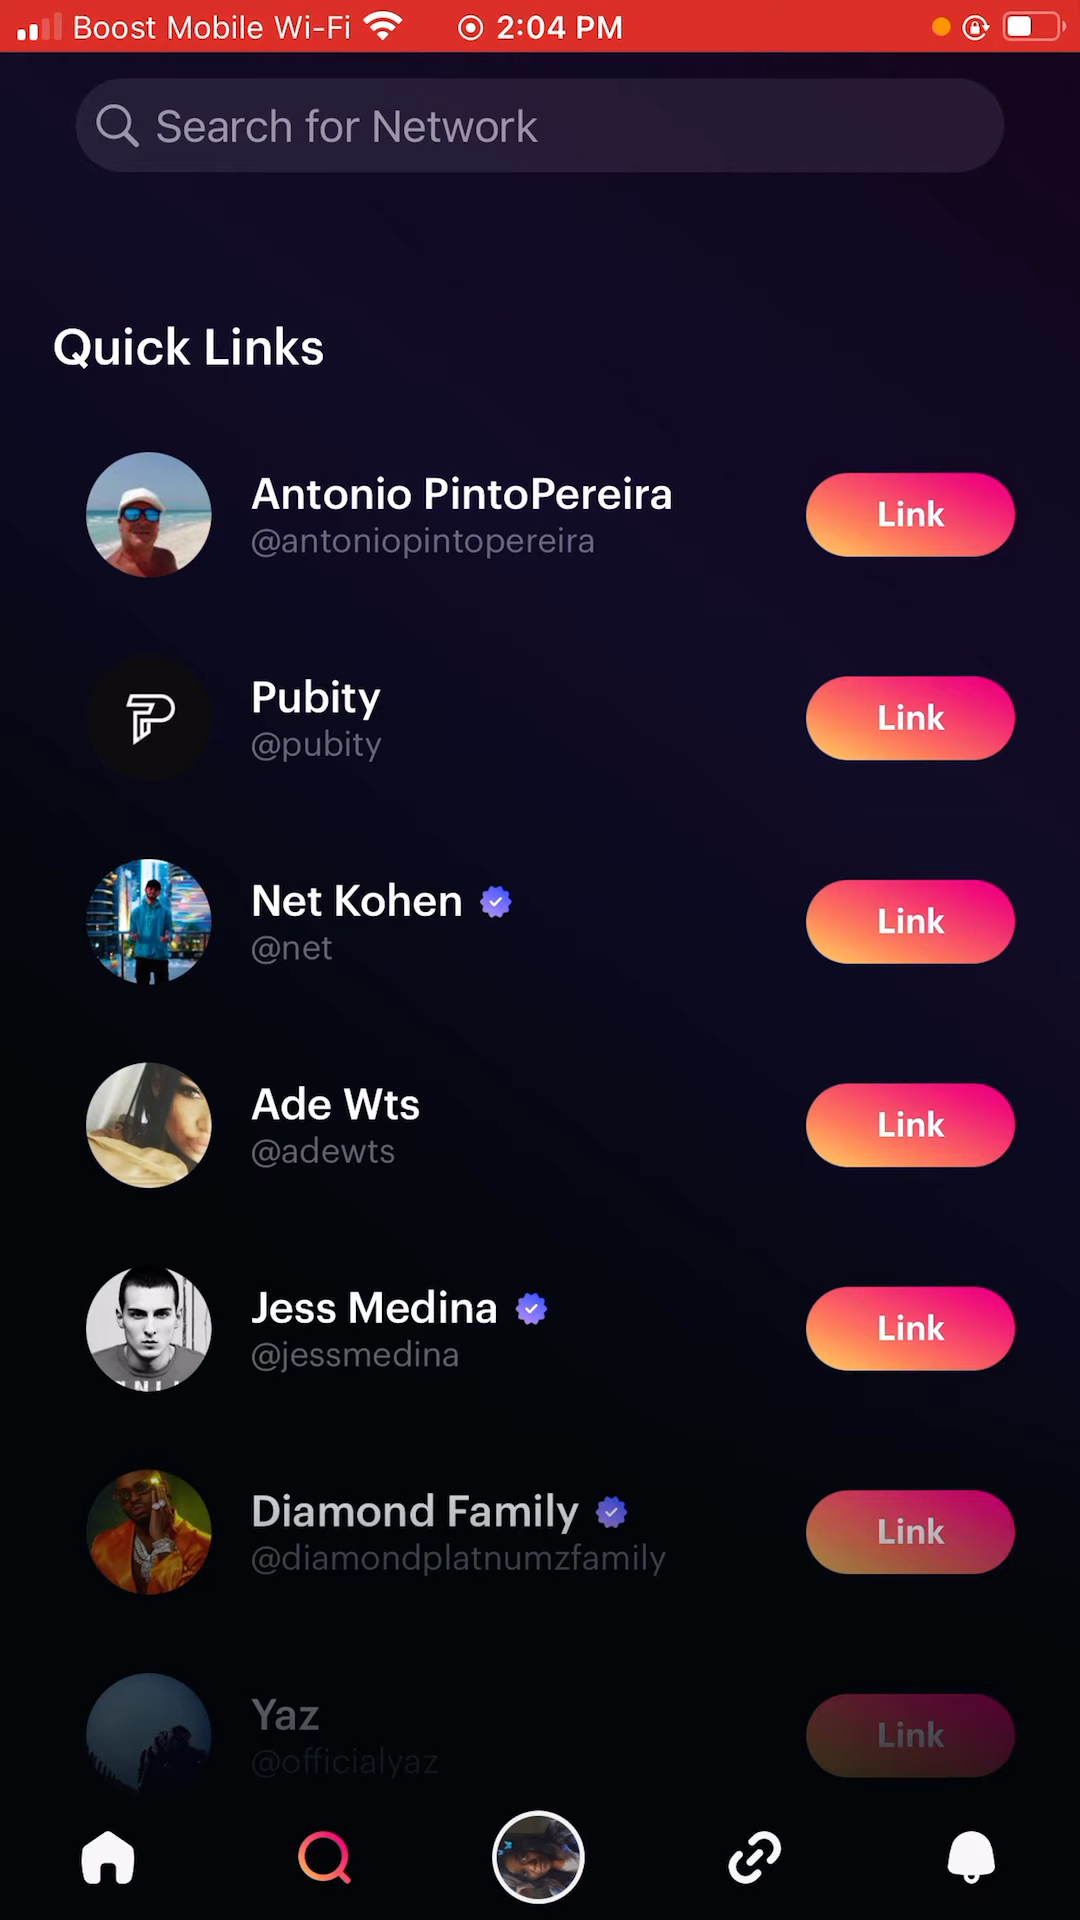 Boost Mobile Wi-Fi 2:04 PM
Search for Network
Quick Links
Antonio PintoPereira
@antoniopintopereira
Link
Pubity
@pubity
Link
Net Kohen
@net
Link
Ade Wts
@adewts
Link
Jess Medina
@jessmedina
Link
Diamond Family
@diamondplatnumzfamily
Link
Yaz
@officialyaz
Link